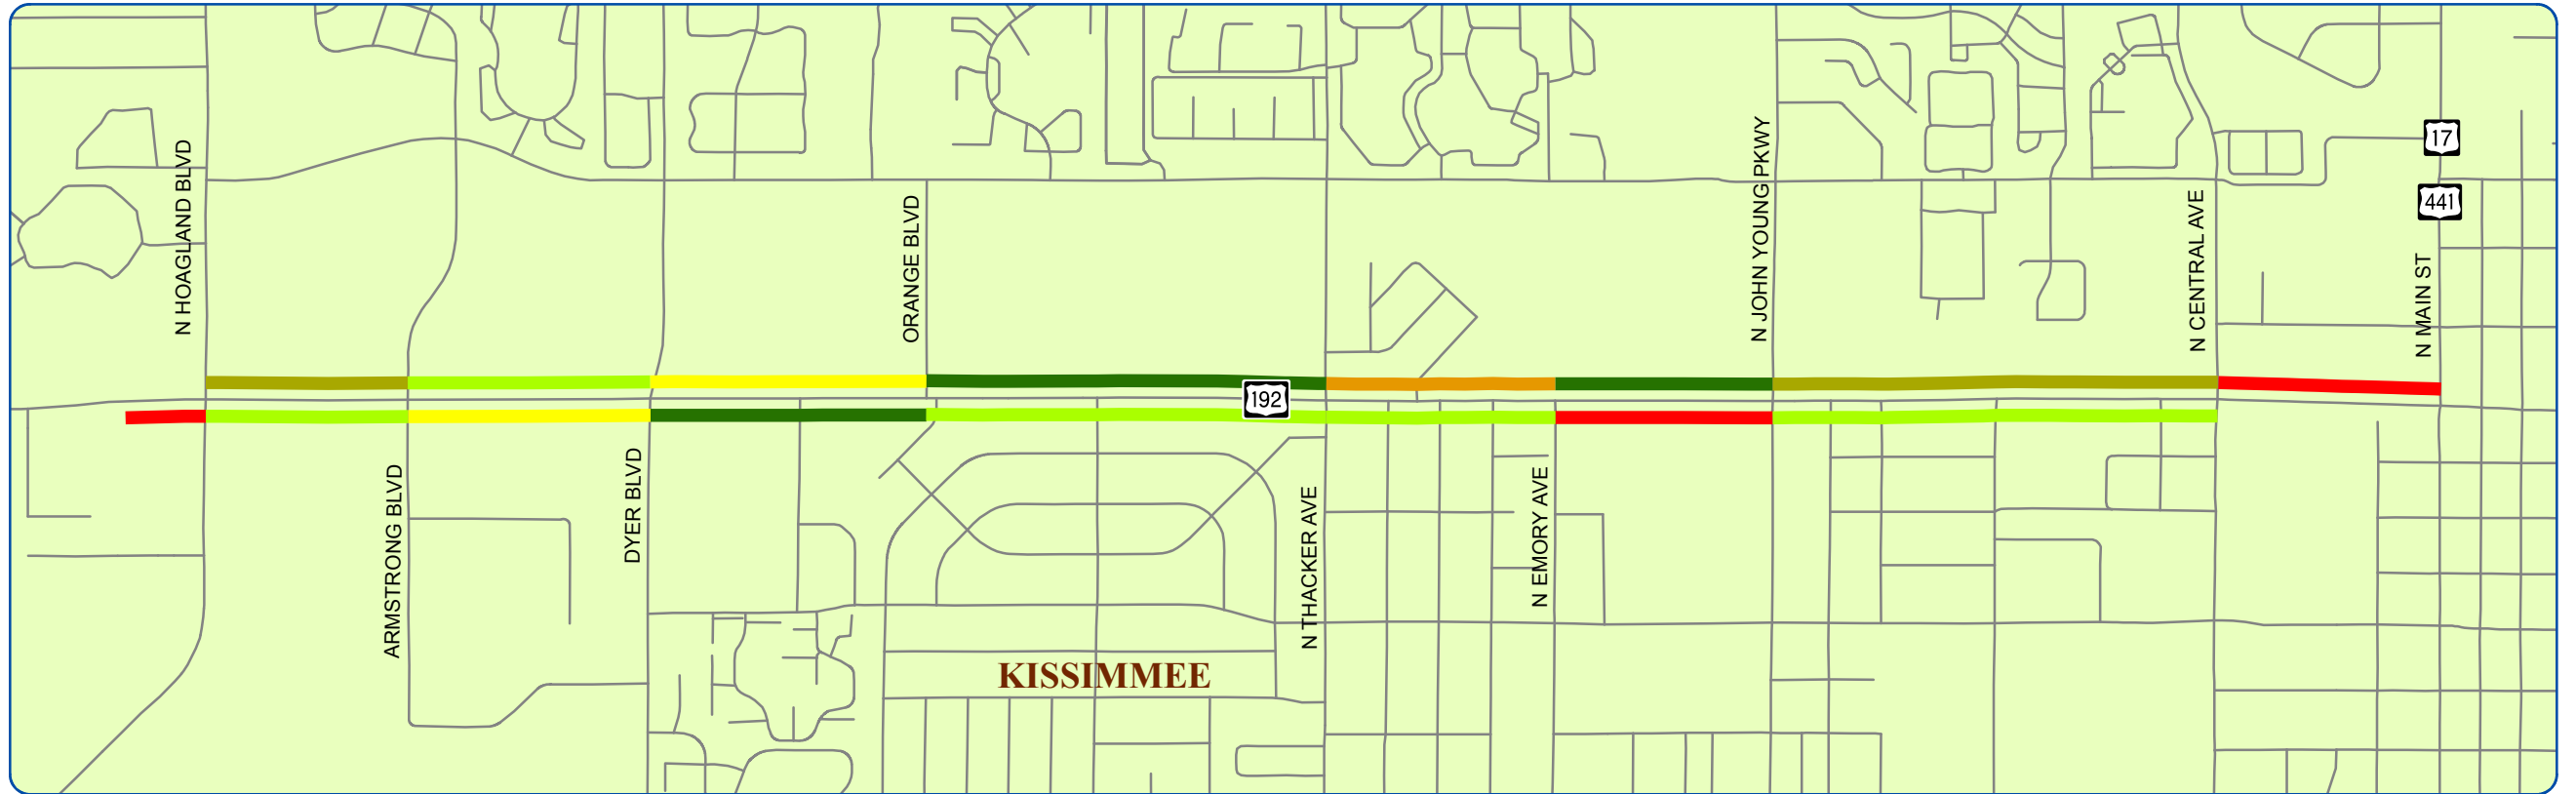 N HOAGLAND BLVD
ORANGE BLVD
N JOHN YOUNG PKWY
N CENTRAL AVE
N MAIN ST
17
441
192
ARMSTRONG BLVD
DYER BLVD
N THACKER AVE
N EMORY AVE
KISSIMMEE